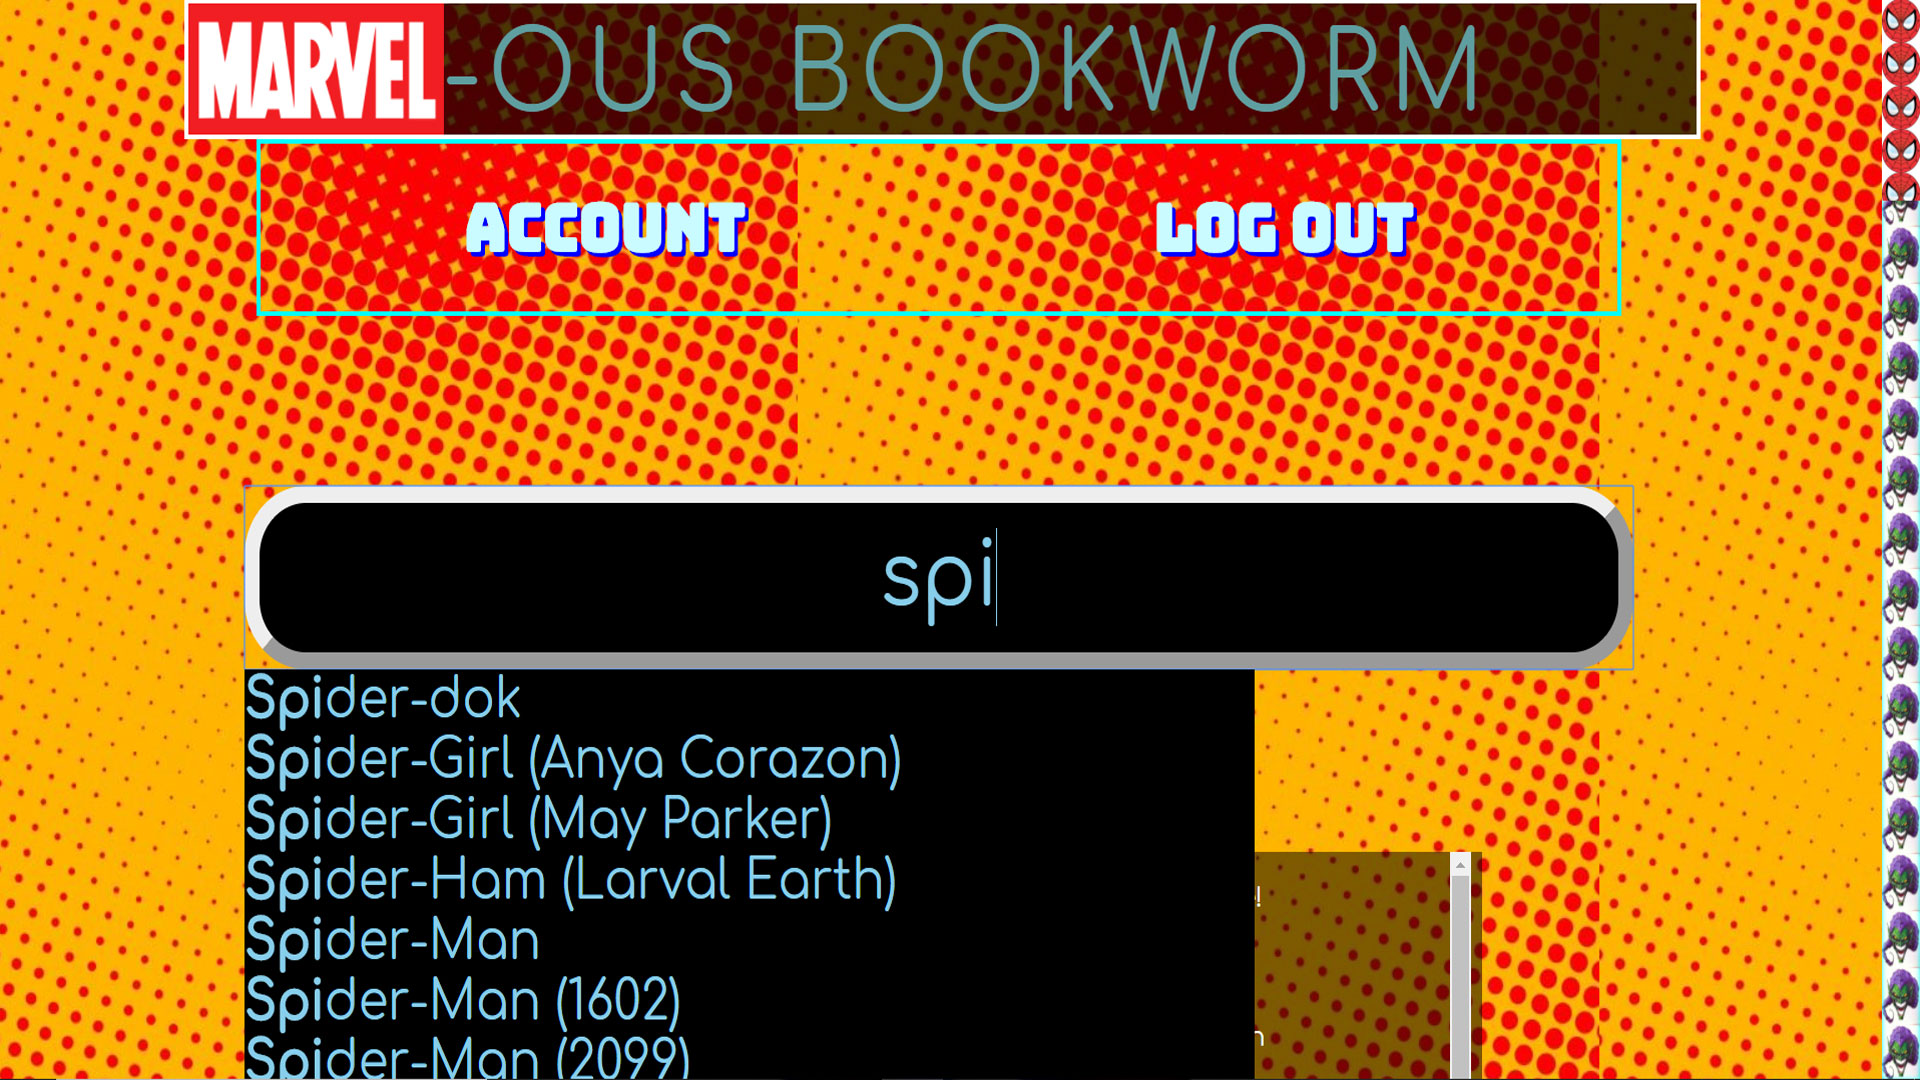 MARVEL-OUS BOOKWORM
ACCOUNT LOG OUT
spi
Spider-dok
Spider-Girl (Anya Corazon)
Spider-Girl (May Parker)
Spider-Ham (Larval Earth)
Spider-Man
Spider-Man (1602)
Spider-Man (2099)